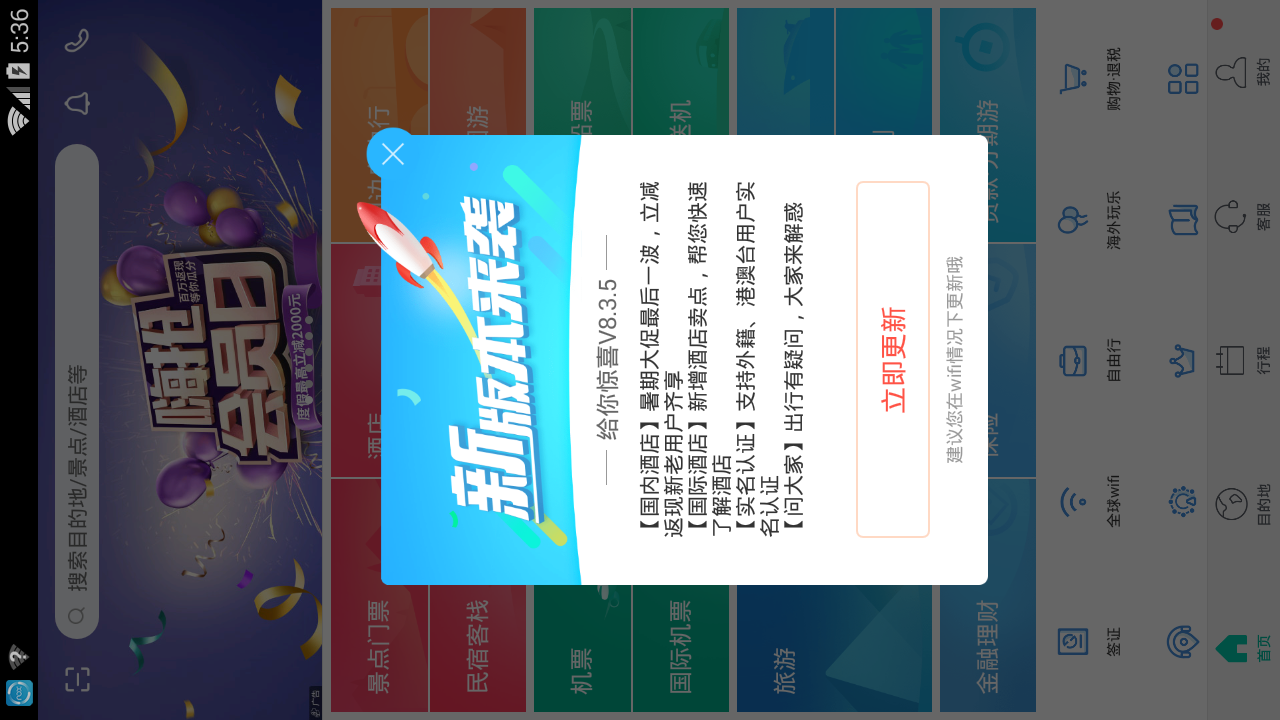 5:36
搜索目的地/景点/酒店等
嗨抢
会员日
百万返现
等你瓜分
度假最高立减2000元
广告
景点门票
酒店
民宿客栈
机票
国际机票
旅游
金融理财
保险
新版本来袭
给你惊喜V8.3.5
【国内酒店】暑期大促最后一波，立减
返现新老用户齐享
【国际酒店】新增酒店卖点，帮您快速
了解酒店
【实名认证】支持外籍、港澳台用户实
名认证
【问大家】出行有疑问，大家来解惑
立即更新
建议您在wifi情况下更新哦
签证
全球wifi
自由行
海外玩乐
购物·退税
首页
目的地
行程
客服
我的